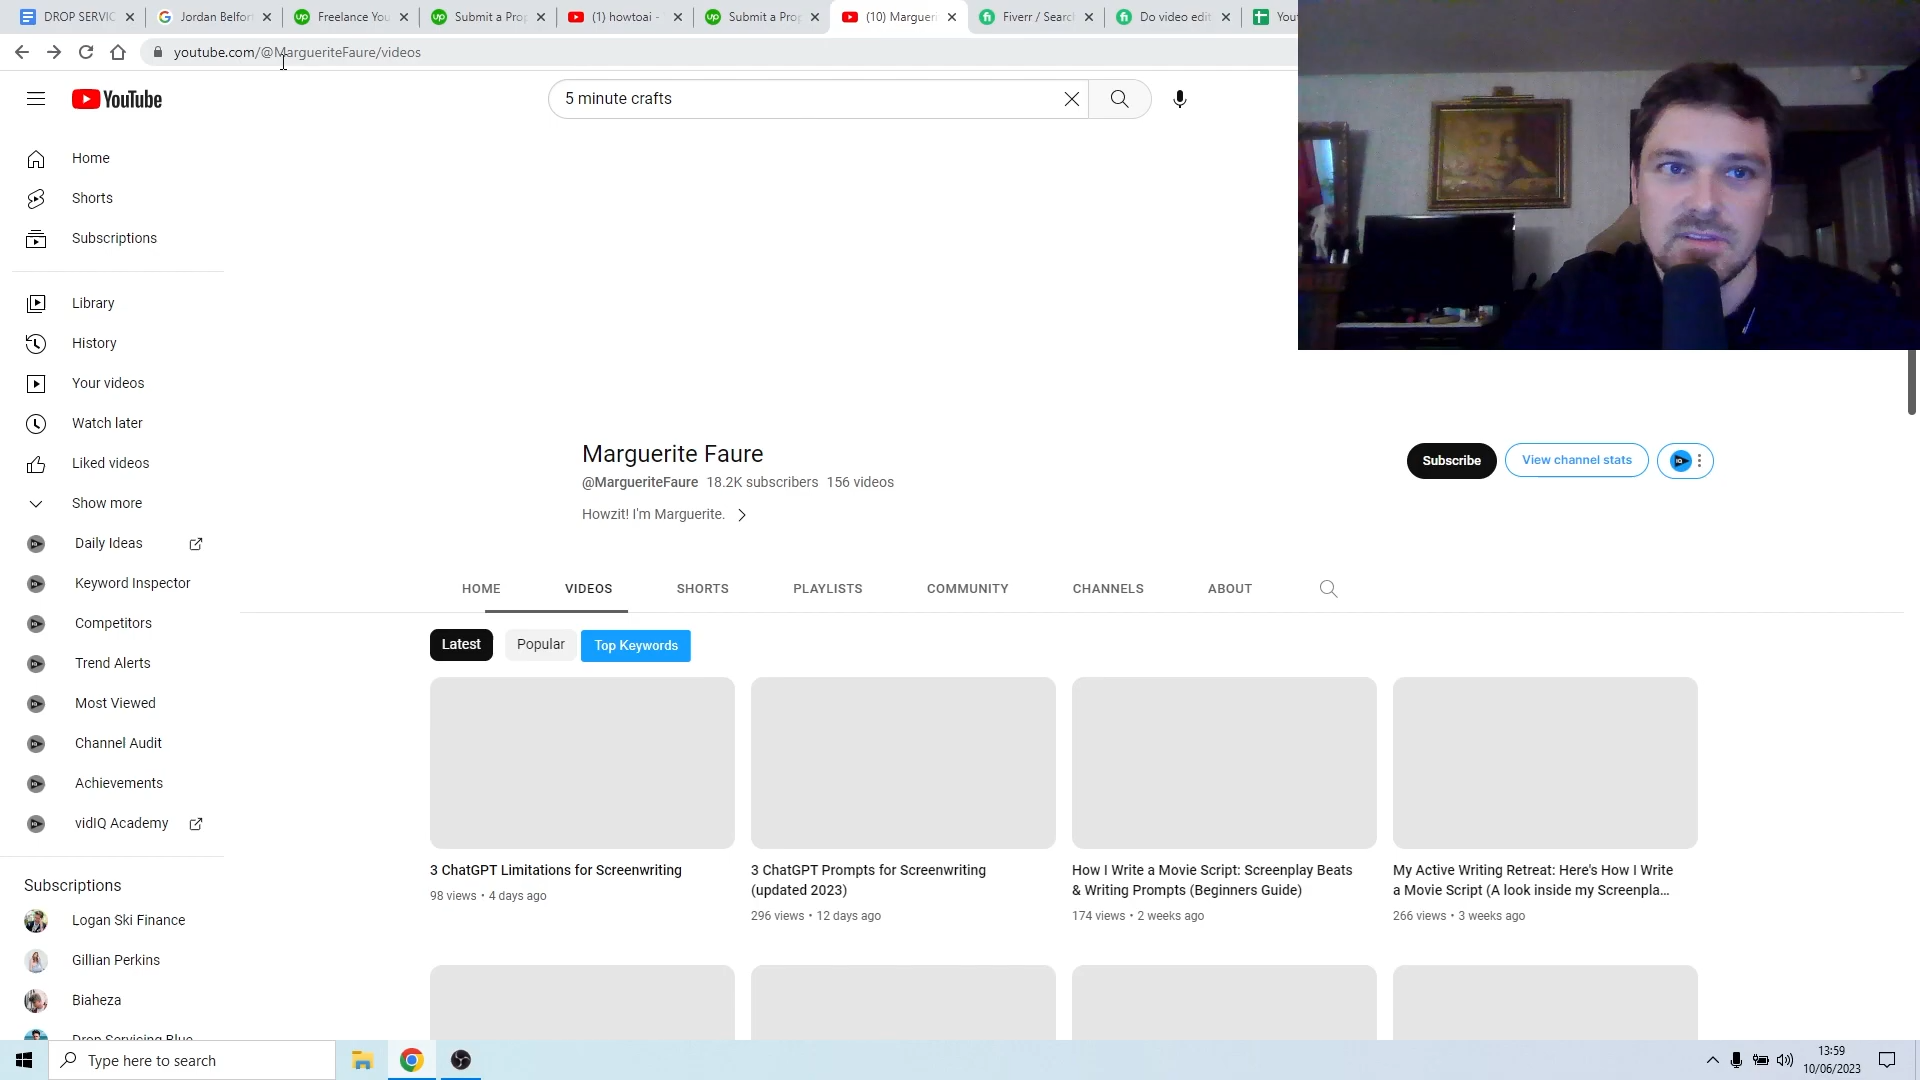 DROP SERVIC
Jordan Belfor
Freelance You
Submit a Prop
(1) howtoai -
Submit a Prop
(10) Margueri
Fiverr / Searc
Do video edit
You
youtube.com/@MargueriteFaure/videos
YouTube
5 minute crafts
Home
Shorts
Subscriptions
Library
History
Your videos
Watch later
Liked videos
Show more
Daily Ideas
Keyword Inspector
Competitors
Trend Alerts
Most Viewed
Channel Audit
Achievements
vidIQ Academy
Subscriptions
Logan Ski Finance
Gillian Perkins
Biaheza
Drop Servicing Blue
Marguerite Faure
@MargueriteFaure 18.2K subscribers 156 videos
Howzit! I'm Marguerite.
Subscribe
View channel stats
HOME VIDEOS SHORTS PLAYLISTS COMMUNITY CHANNELS ABOUT
Latest Popular Top Keywords
3 ChatGPT Limitations for Screenwriting
98 views • 4 days ago
3 ChatGPT Prompts for Screenwriting
(updated 2023)
296 views • 12 days ago
How I Write a Movie Script: Screenplay Beats
& Writing Prompts (Beginners Guide)
174 views • 2 weeks ago
My Active Writing Retreat: Here's How I Write
a Movie Script (A look inside my Screenpla...
266 views • 3 weeks ago
Type here to search
13:59
10/06/2023